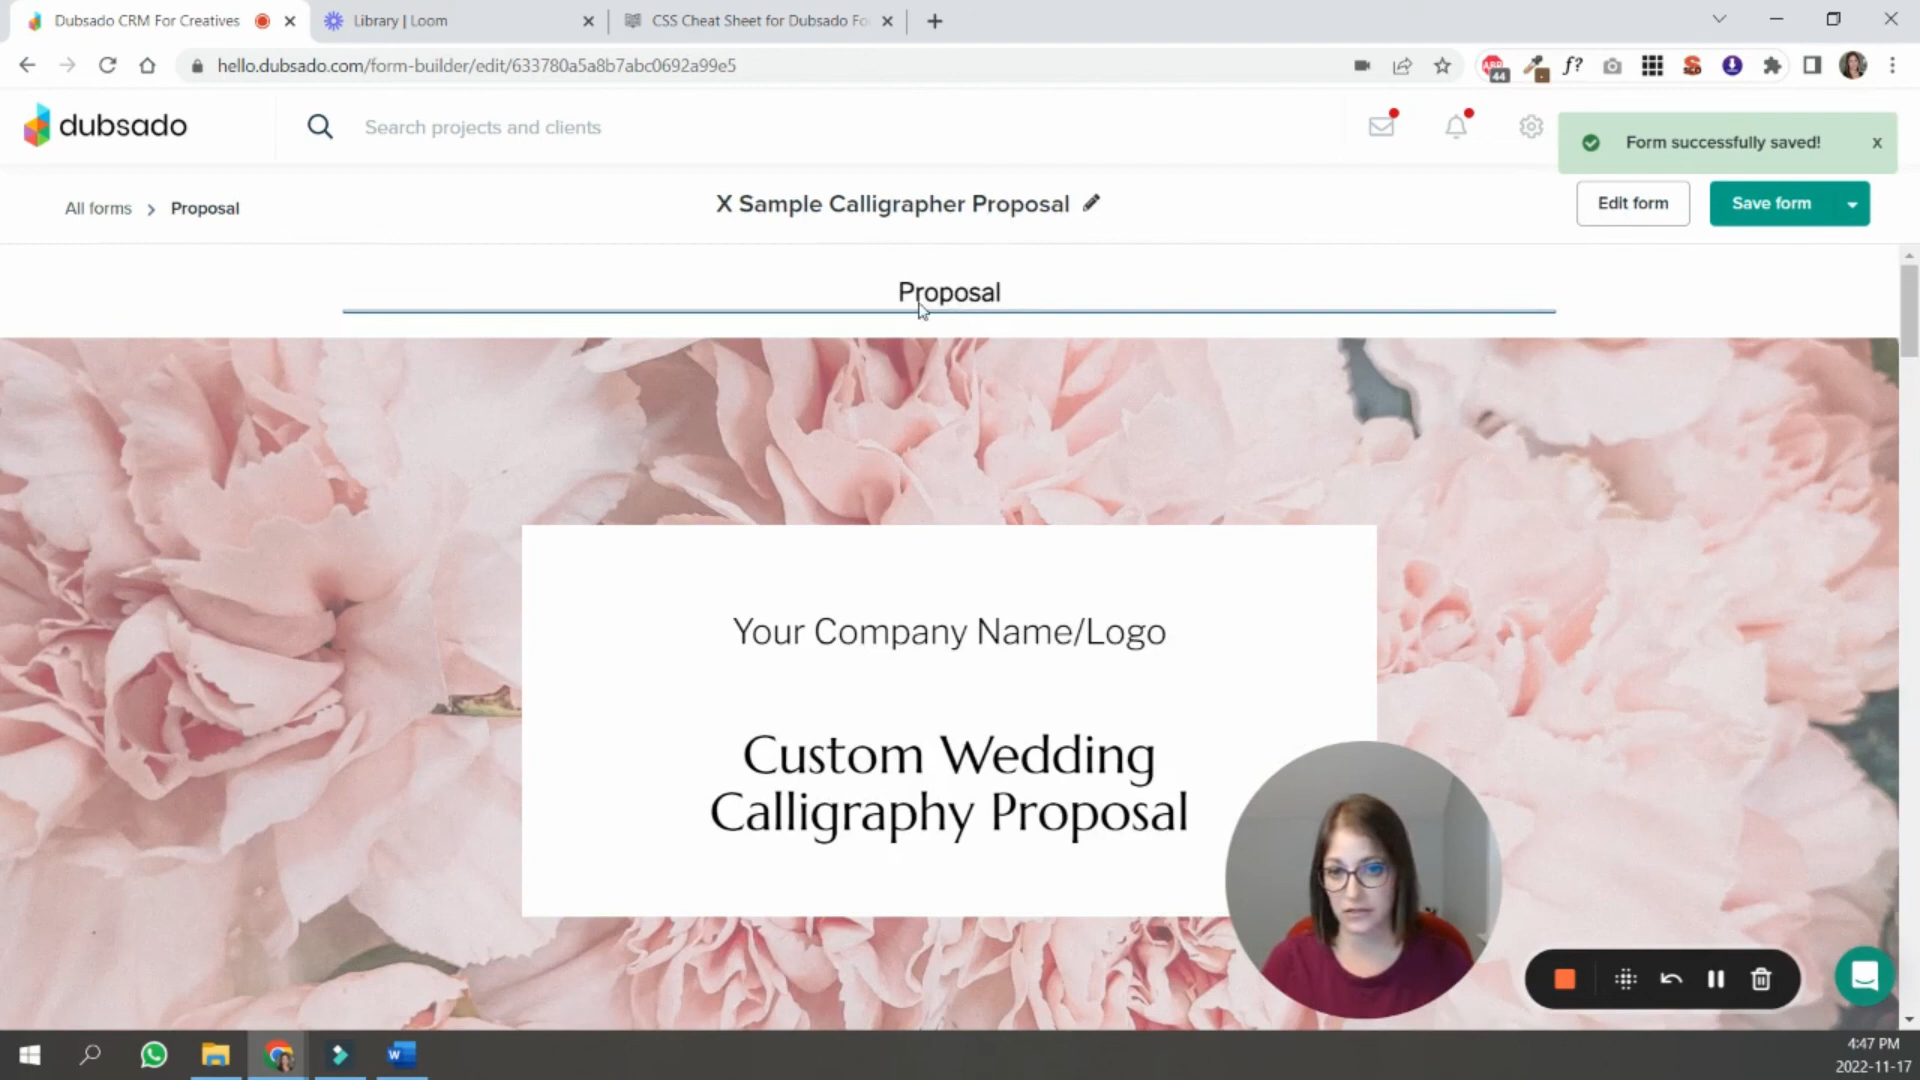 Dubsado CRM For Creatives
Library | Loom
CSS Cheat Sheet for Dubsado Fo
hello.dubsado.com/form-builder/edit/633780a5a8b7abc0692a99e5
ABP
44
f?
dubsado
Search projects and clients
Form successfully saved!
x
All forms > Proposal
X Sample Calligrapher Proposal
Edit form
Save form
Proposal
Your Company Name/Logo
Custom Wedding
Calligraphy Proposal
W
4:47 PM
2022-11-17